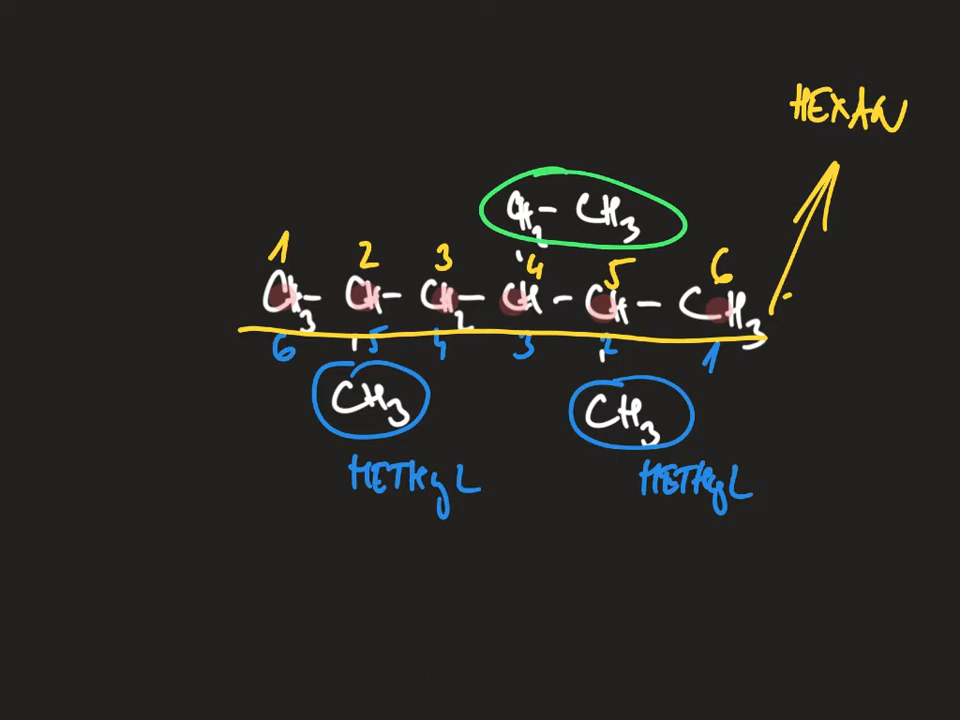 HEXAN
CH2 - CH3
1 2 3 4 5 6
CH3 - CH - CH2 - CH - CH - CH3
6 5 4 3 2 1
CH3 CH3
METHyL METHyL